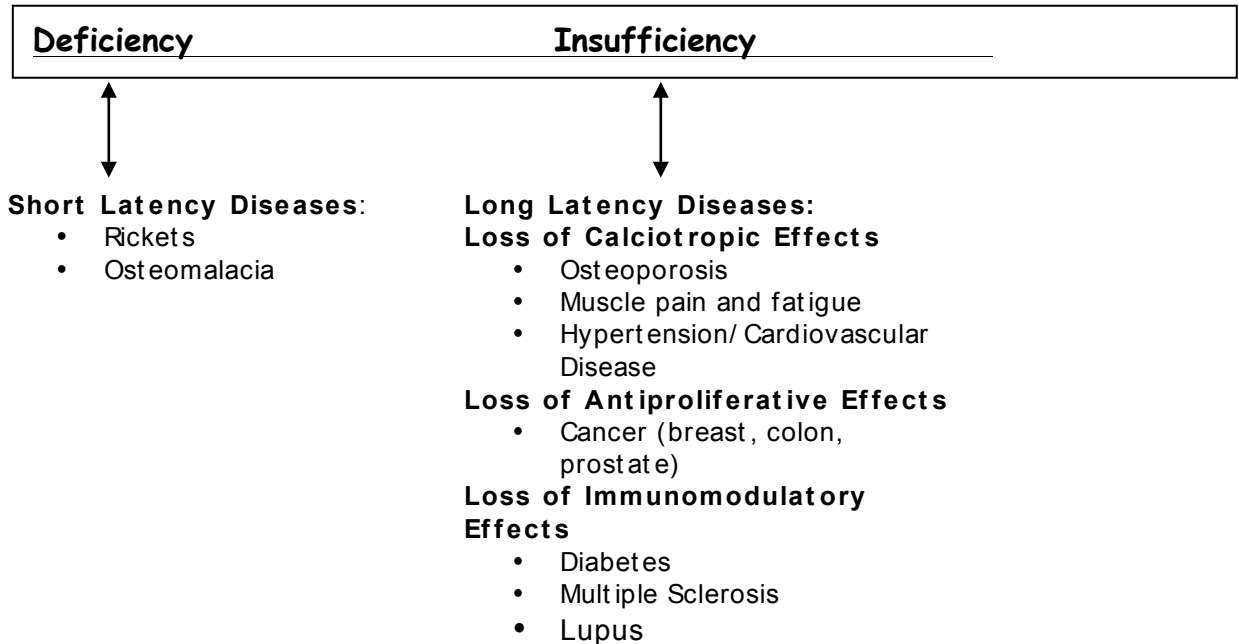 Deficiency Insufficiency
Short Latency Diseases:
• Rickets
• Osteomalacia
Long Latency Diseases:
Loss of Calciotropic Effects
• Osteoporosis
• Muscle pain and fatigue
• Hypertension/ Cardiovascular
Disease
Loss of Antiproliferative Effects
• Cancer (breast, colon,
prostate)
Loss of Immunomodulatory
Effects
• Diabetes
• Multiple Sclerosis
• Lupus